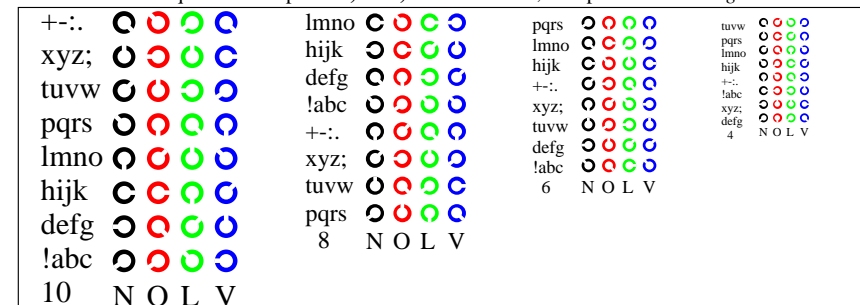 +-:.
xyz;
tuvw
pqrs
lmno
hijk
defg
!abc
10 N O L V
lmno
hijk
defg
!abc
+-:.
xyz;
tuvw
pqrs
8 N O L V
pqrs
lmno
hijk
+-:.
xyz;
tuvw
defg
!abc
6 N O L V
tuvw
pqrs
lmno
hijk
+-:.
!abc
xyz;
defg
4 N O L V